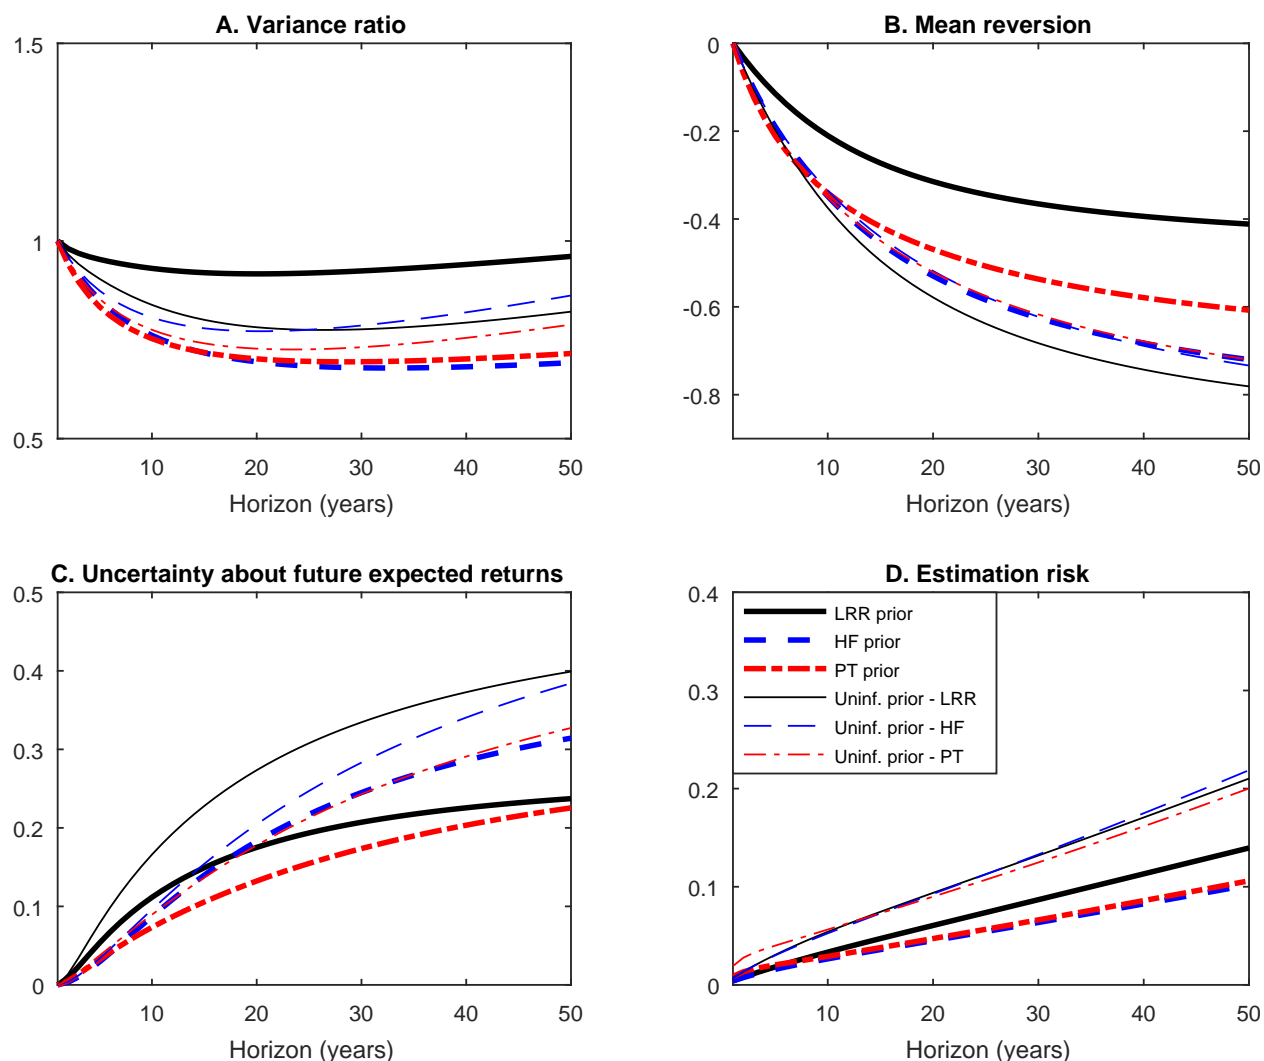 A. Variance ratio
1.5
1
0.5
10 20 30 40 50
Horizon (years)
B. Mean reversion
0
-0.2
-0.4
-0.6
-0.8
10 20 30 40 50
Horizon (years)
C. Uncertainty about future expected returns
0.5
0.4
0.3
0.2
0.1
0
10 20 30 40 50
Horizon (years)
D. Estimation risk
0.4
0.3
0.2
0.1
0
LRR prior
HF prior
PT prior
Uninf. prior - LRR
Uninf. prior - HF
Uninf. prior - PT
10 20 30 40 50
Horizon (years)